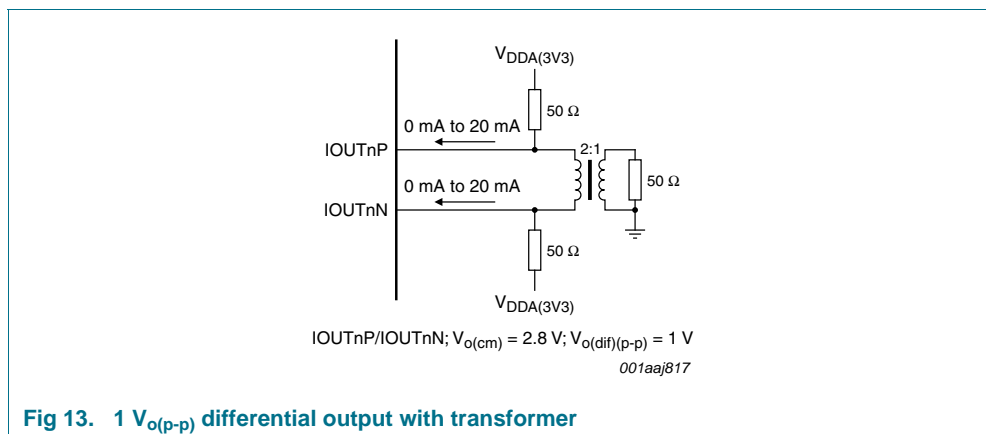 VDDA(3V3)
50 Ω
0 mA to 20 mA
IOUTnP
2:1
0 mA to 20 mA
50 Ω
IOUTnN
50 Ω
VDDA(3V3)
IOUTnP/IOUTnN; Vo(cm) = 2.8 V; Vo(dif)(p-p) = 1 V
001aaj817
Fig 13. 1 Vo(p-p) differential output with transformer